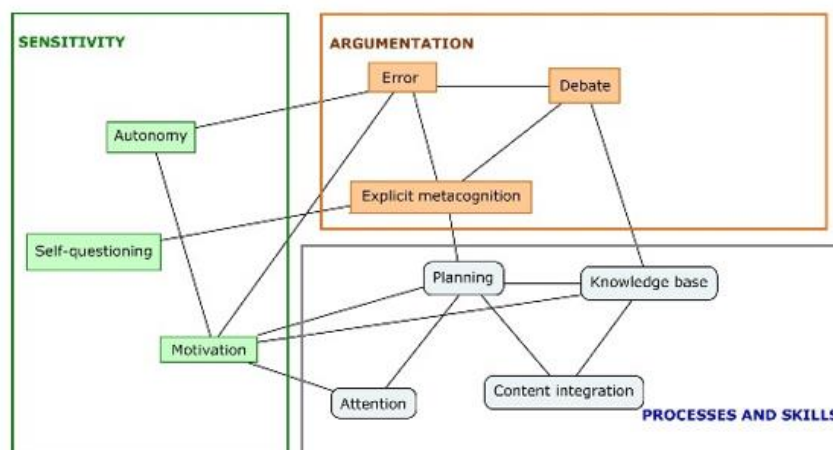 SENSITIVITY
ARGUMENTATION
Error
Debate
Autonomy
Explicit metacognition
Self-questioning
Planning
Knowledge base
Motivation
Attention
Content integration
PROCESSES AND SKILLS